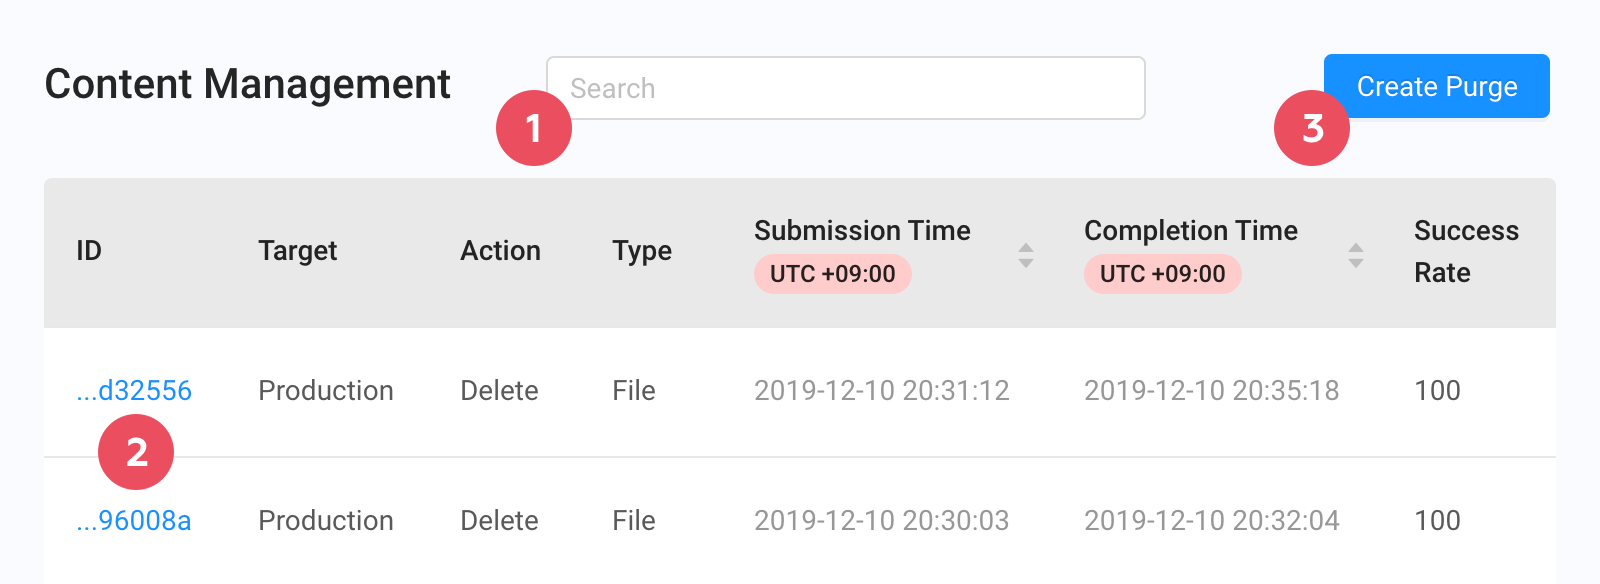 Content Management
Search
Create Purge
1
3
ID Target Action Type Submission Time UTC +09:00 Completion Time UTC +09:00 Success Rate
...d32556 Production Delete File 2019-12-10 20:31:12 2019-12-10 20:35:18 100
2
...96008a Production Delete File 2019-12-10 20:30:03 2019-12-10 20:32:04 100